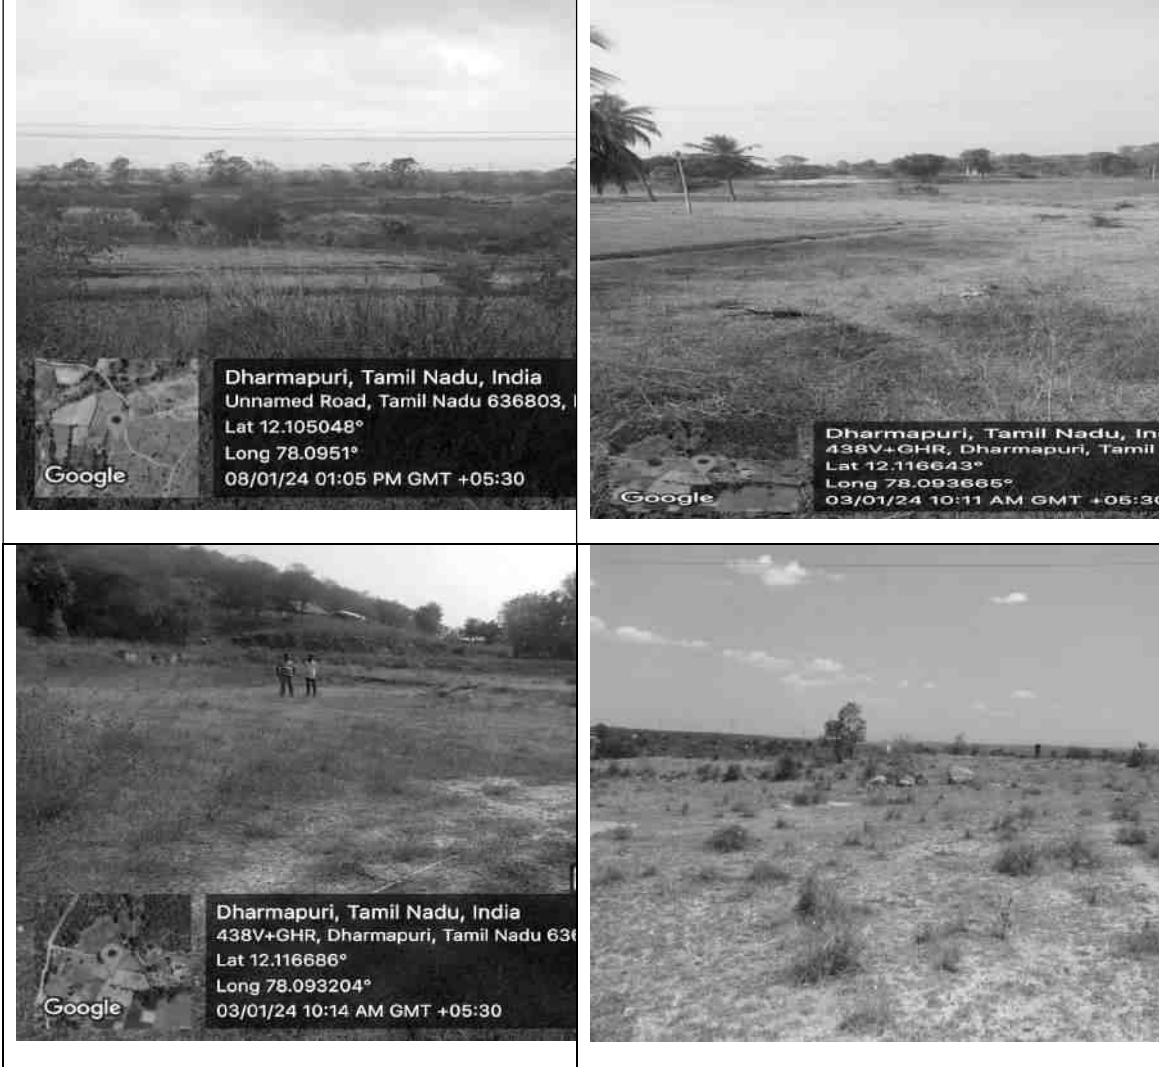 Dharmapuri, Tamil Nadu, India
Unnamed Road, Tamil Nadu 636803,
Lat 12.105048°
Long 78.0951°
08/01/24 01:05 PM GMT +05:30
Google
Dharmapuri, Tamil Nadu, In
438V+GHR, Dharmapuri, Tamil
Lat 12.116643°
Long 78.093665°
03/01/24 10:11 AM GMT +05:30
Google
Dharmapuri, Tamil Nadu, India
438V+GHR, Dharmapuri, Tamil Nadu 636
Lat 12.116686°
Long 78.093204°
03/01/24 10:14 AM GMT +05:30
Google